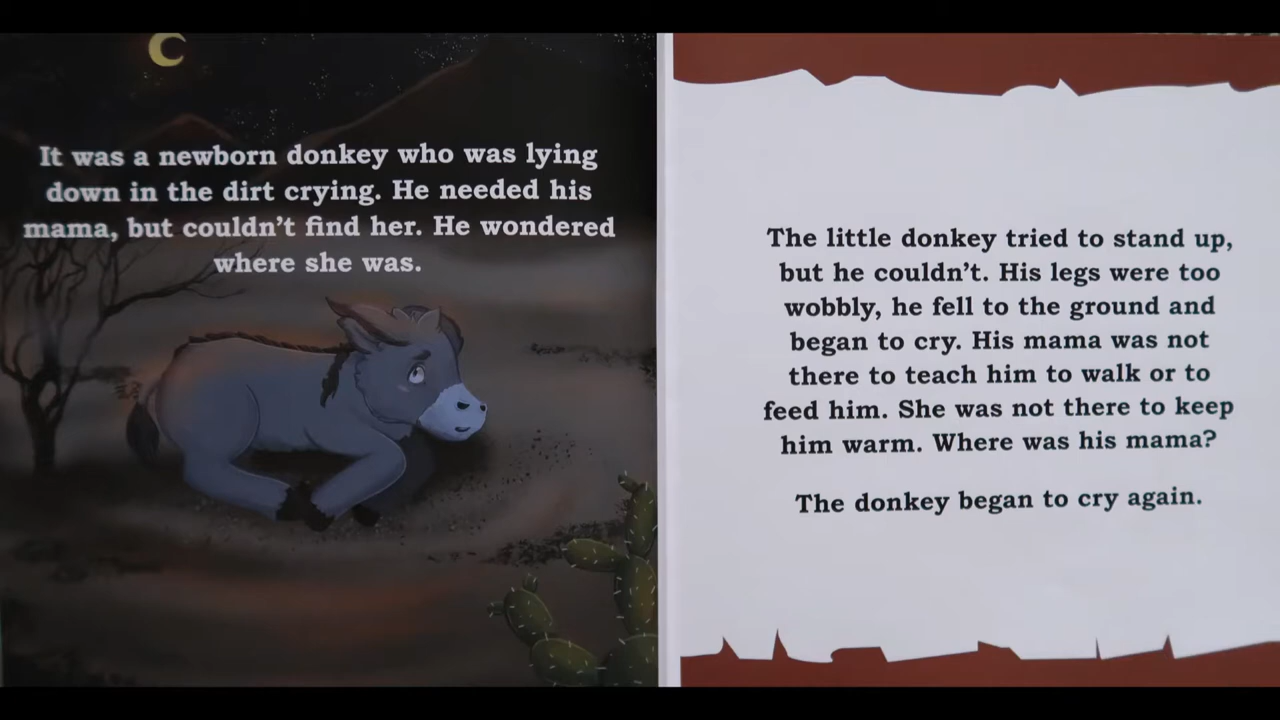 It was a newborn donkey who was lying
down in the dirt crying. He needed his
mama, but couldn't find her. He wondered
where she was.
The little donkey tried to stand up,
but he couldn't. His legs were too
wobbly, he fell to the ground and
began to cry. His mama was not
there to teach him to walk or to
feed him. She was not there to keep
him warm. Where was his mama?
The donkey began to cry again.